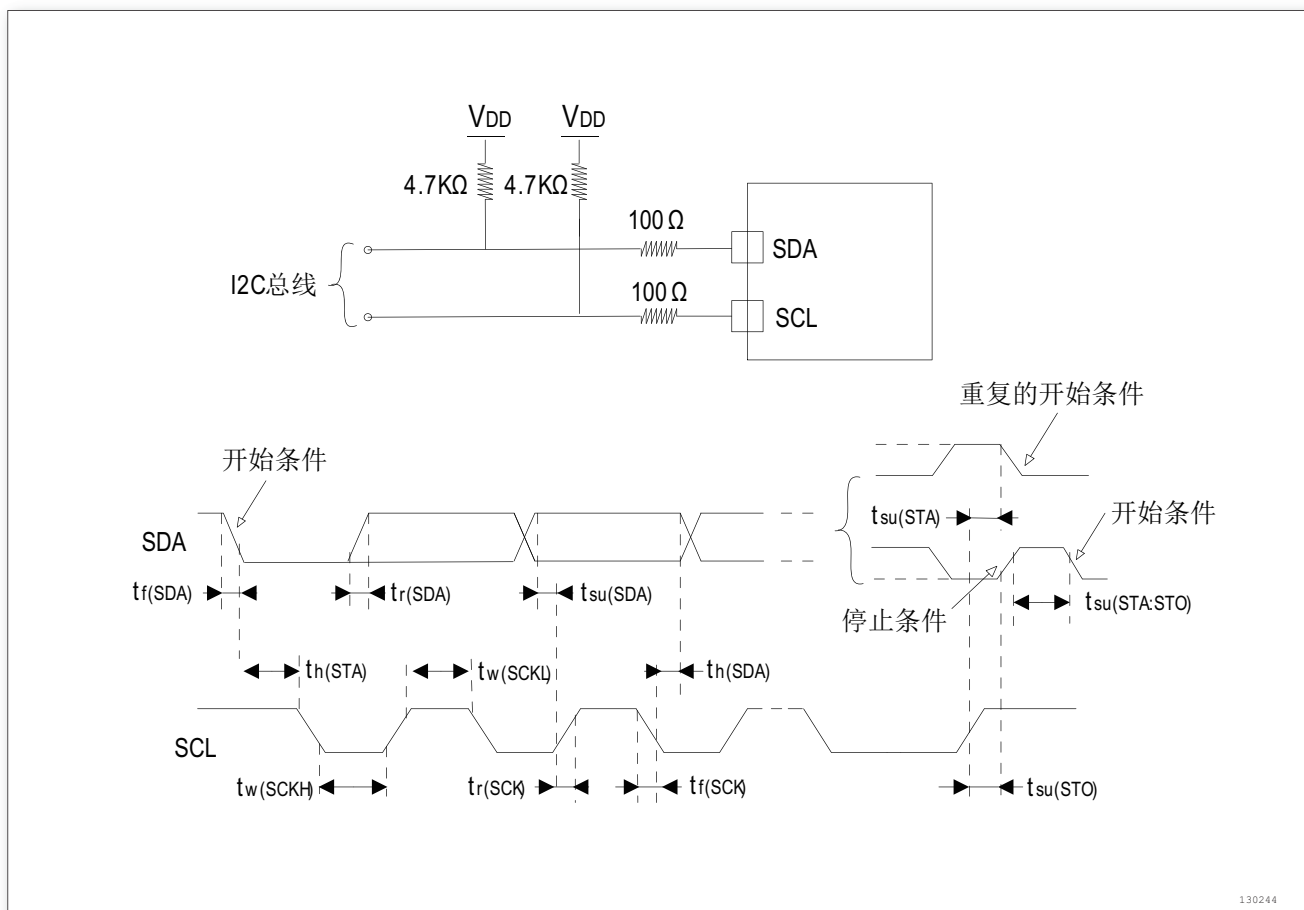 VDD
VDD
4.7KΩ
4.7KΩ
100 Ω
SDA
I2C总线
100 Ω
SCL
重复的开始条件
开始条件
tsu(STA)
开始条件
SDA
tf(SDA)
tr(SDA)
tsu(SDA)
停止条件
tsu(STA:STO)
th(STA)
tw(SCKL)
th(SDA)
SCL
tw(SCKH)
tr(SCK)
tf(SCK)
tsu(STO)
130244